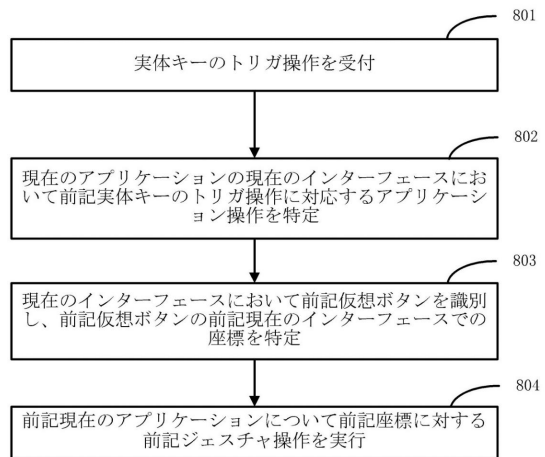 801
実体キーのトリガ操作を受付
802
現在のアプリケーションの現在のインターフェースにお
いて前記実体キーのトリガ操作に対応するアプリケーシ
ョン操作を特定
803
現在のインターフェースにおいて前記仮想ボタンを識別
し、前記仮想ボタンの前記現在のインターフェースでの
座標を特定
804
前記現在のアプリケーションについて前記座標に対する
前記ジェスチャ操作を実行